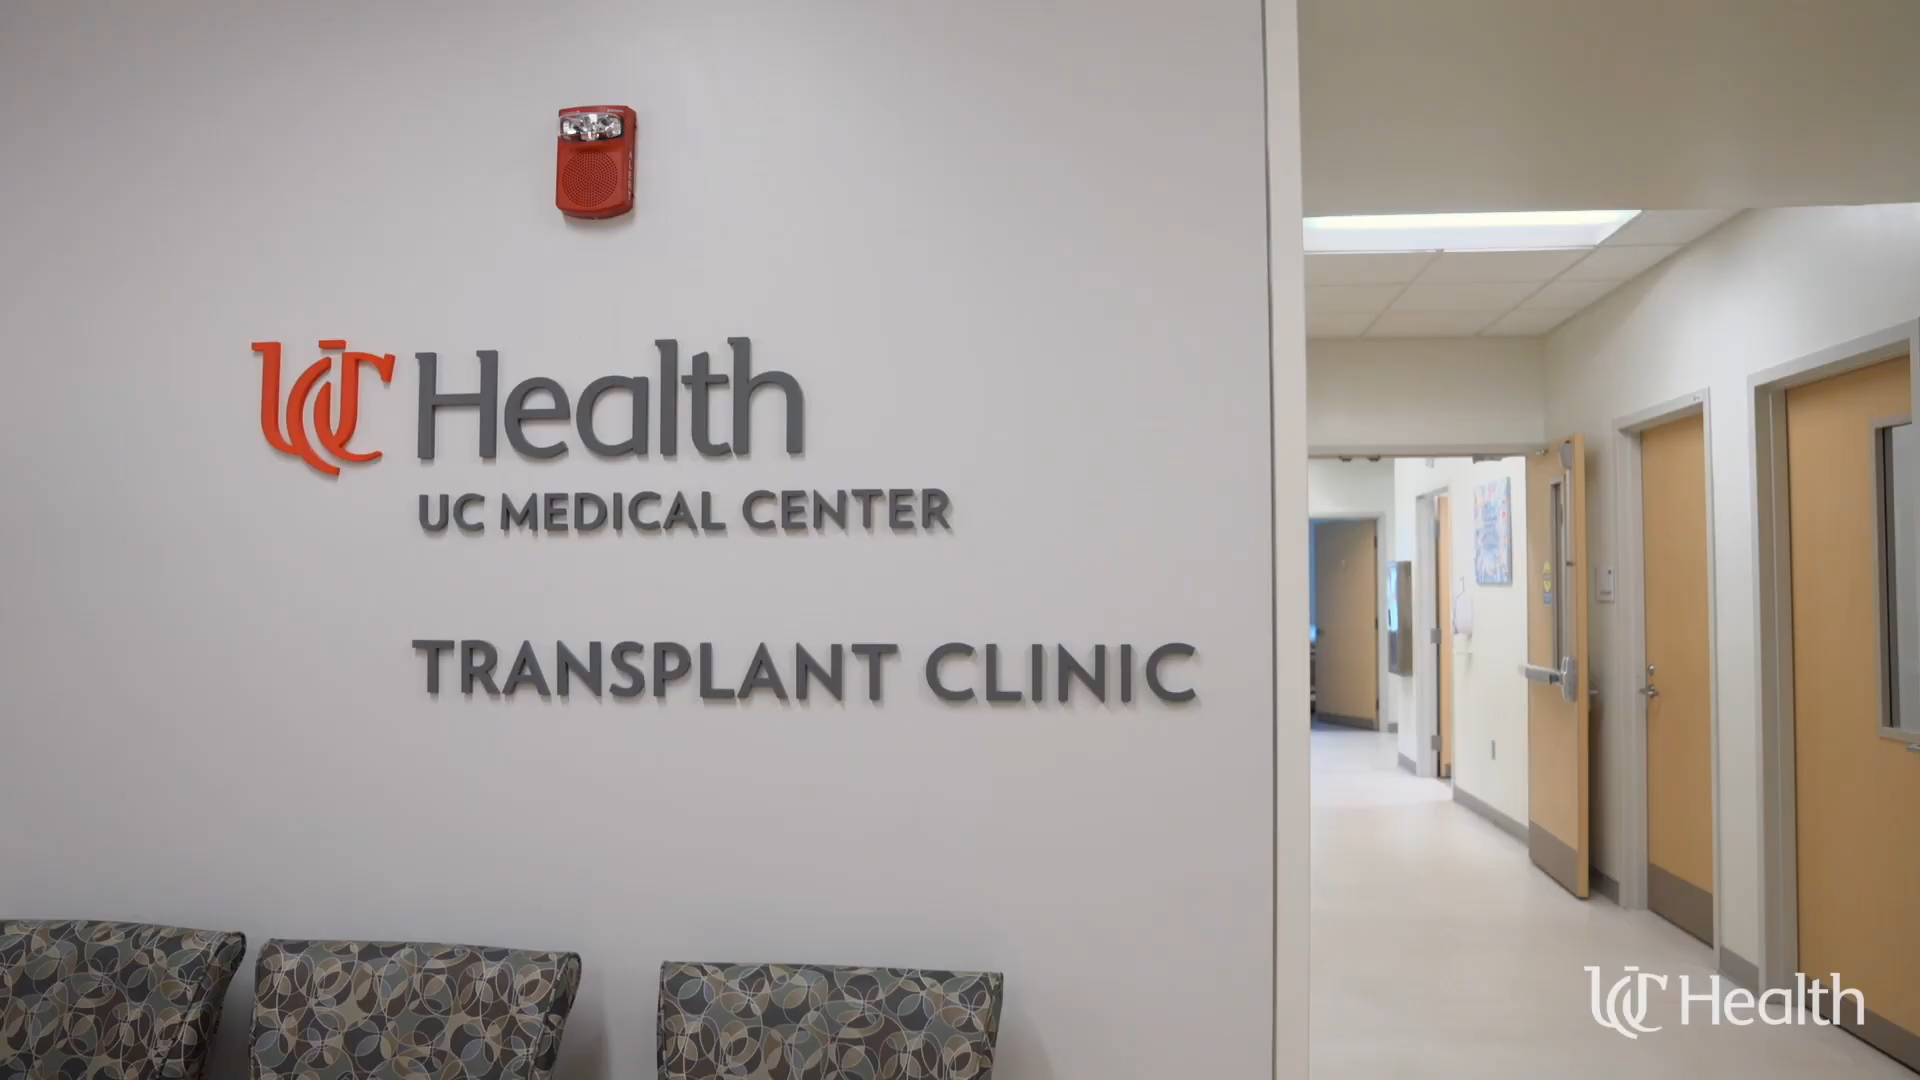 UC Health
UC MEDICAL CENTER
TRANSPLANT CLINIC
UC Health